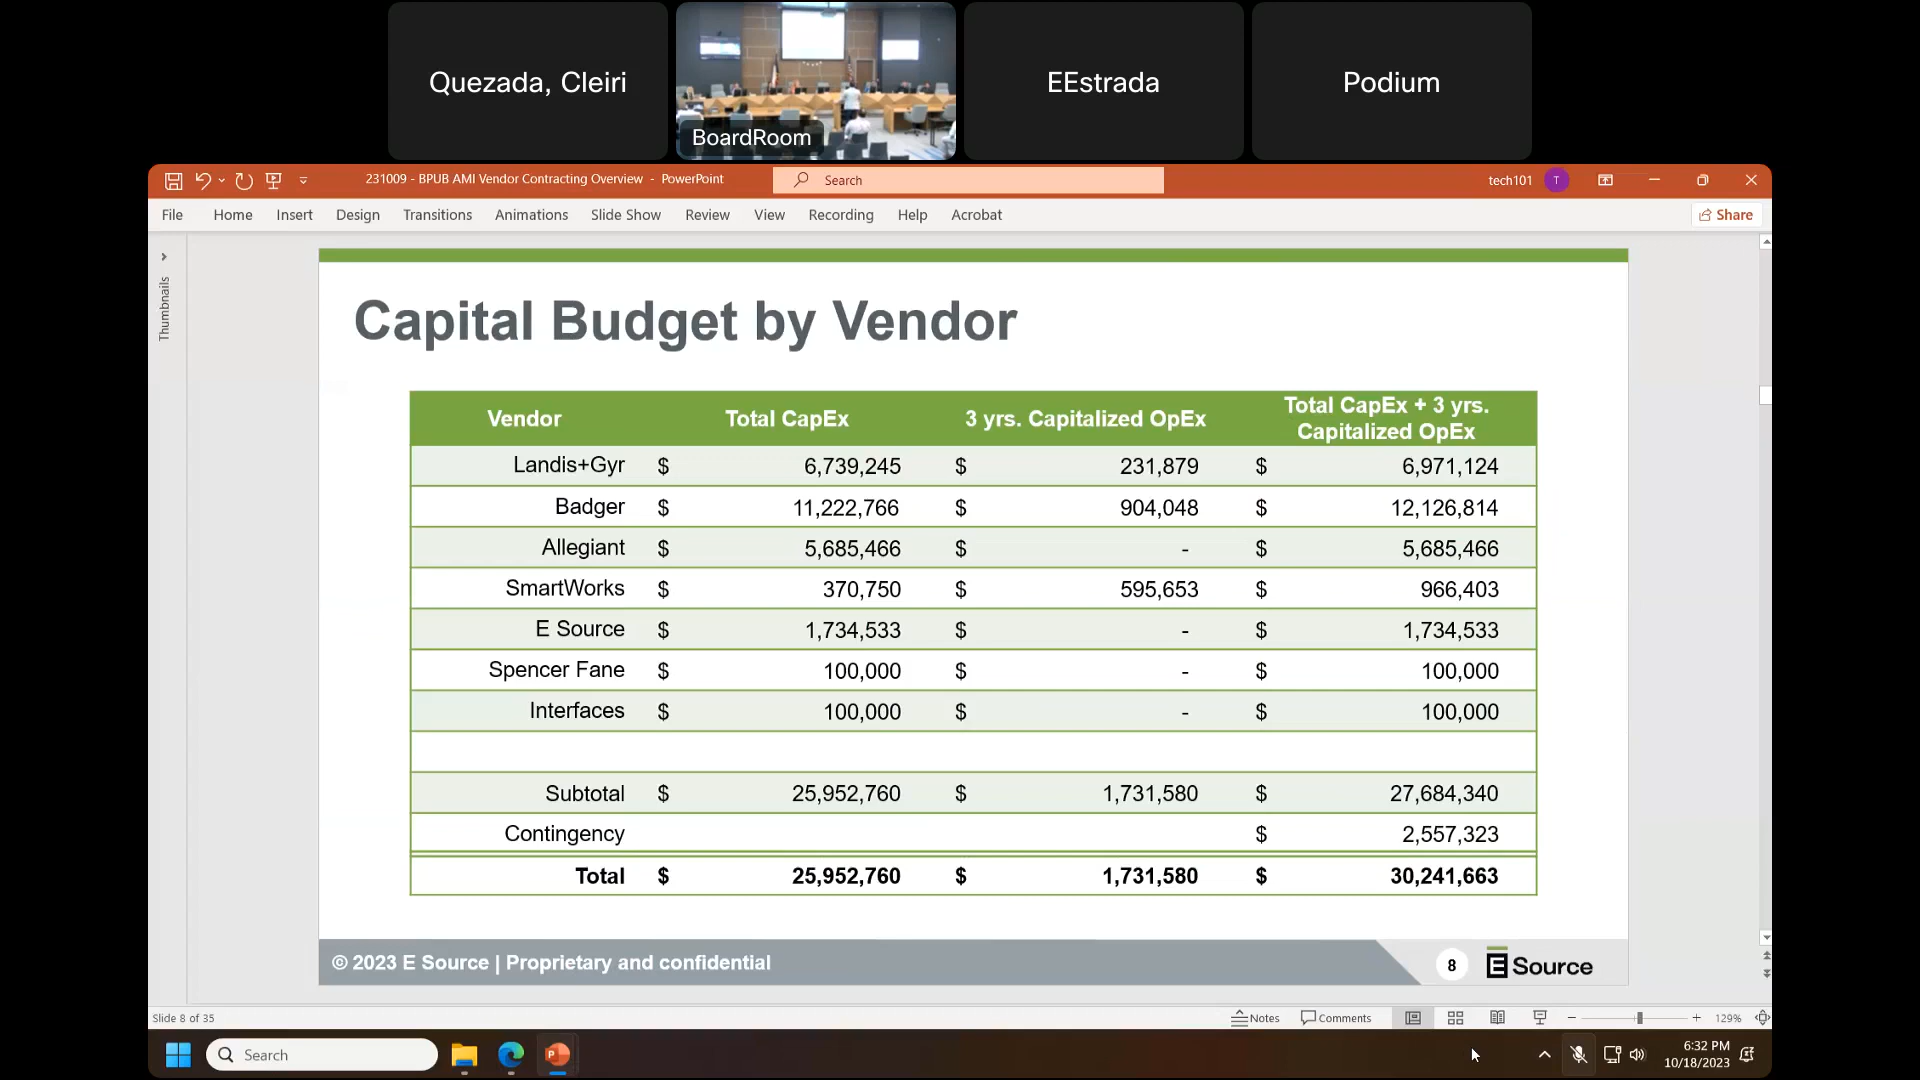 Quezada, Cleiri
BoardRoom
EEstrada
Podium
231009 - BPUB AMI Vendor Contracting Overview - PowerPoint
Search
tech101
T
File Home Insert Design Transitions Animations Slide Show Review View Recording Help Acrobat
Share
Thumbnails
Capital Budget by Vendor
Vendor Total CapEx 3 yrs. Capitalized OpEx Total CapEx + 3 yrs. Capitalized OpEx
Landis+Gyr $ 6,739,245 $ 231,879 $ 6,971,124
Badger $ 11,222,766 $ 904,048 $ 12,126,814
Allegiant $ 5,685,466 $ - $ 5,685,466
SmartWorks $ 370,750 $ 595,653 $ 966,403
E Source $ 1,734,533 $ - $ 1,734,533
Spencer Fane $ 100,000 $ - $ 100,000
Interfaces $ 100,000 $ - $ 100,000
Subtotal $ 25,952,760 $ 1,731,580 $ 27,684,340
Contingency $ 2,557,323
Total $ 25,952,760 $ 1,731,580 $ 30,241,663
© 2023 E Source | Proprietary and confidential
8
E Source
Slide 8 of 35
Notes Comments 129%
Search
6:32 PM
10/18/2023